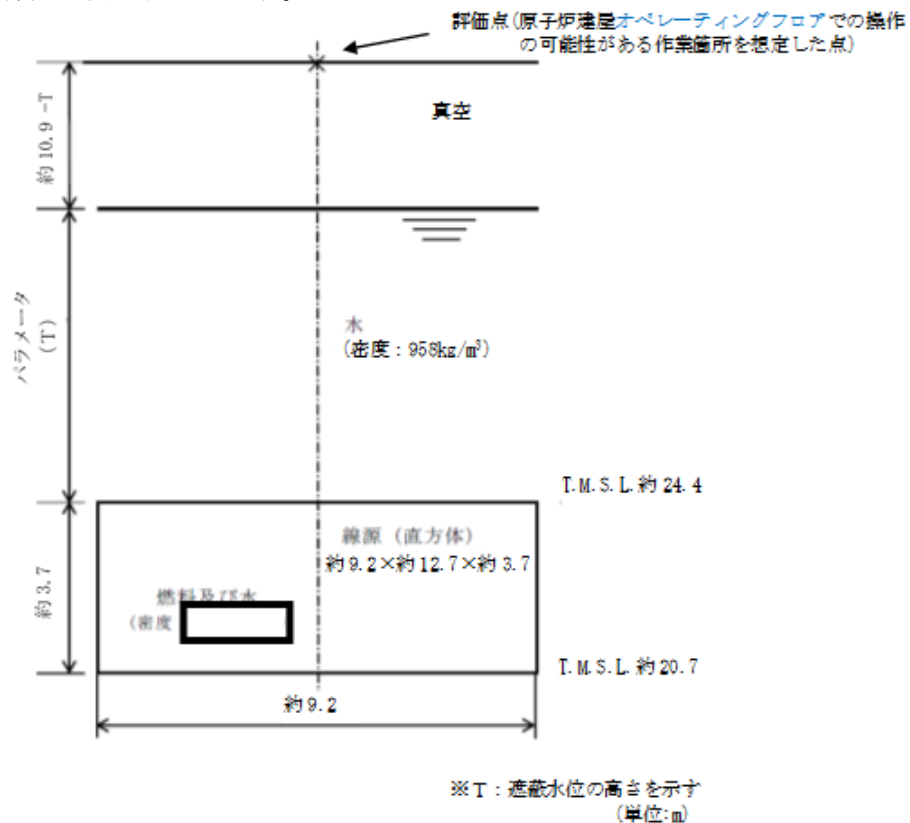 評価点(原子炉建屋オペレーティングフロアでの操作
の可能性がある作業箇所を想定した点)
真空
約10.9 -T
パラメータ
(T)
水
(密度：958kg/m³)
T.M.S.L.約24.4
線源（直方体）
約9.2×約12.7×約3.7
約3.7
燃料及び水
(密度
T.M.S.L.約20.7
約9.2
※T：遮蔽水位の高さを示す
(単位:m)